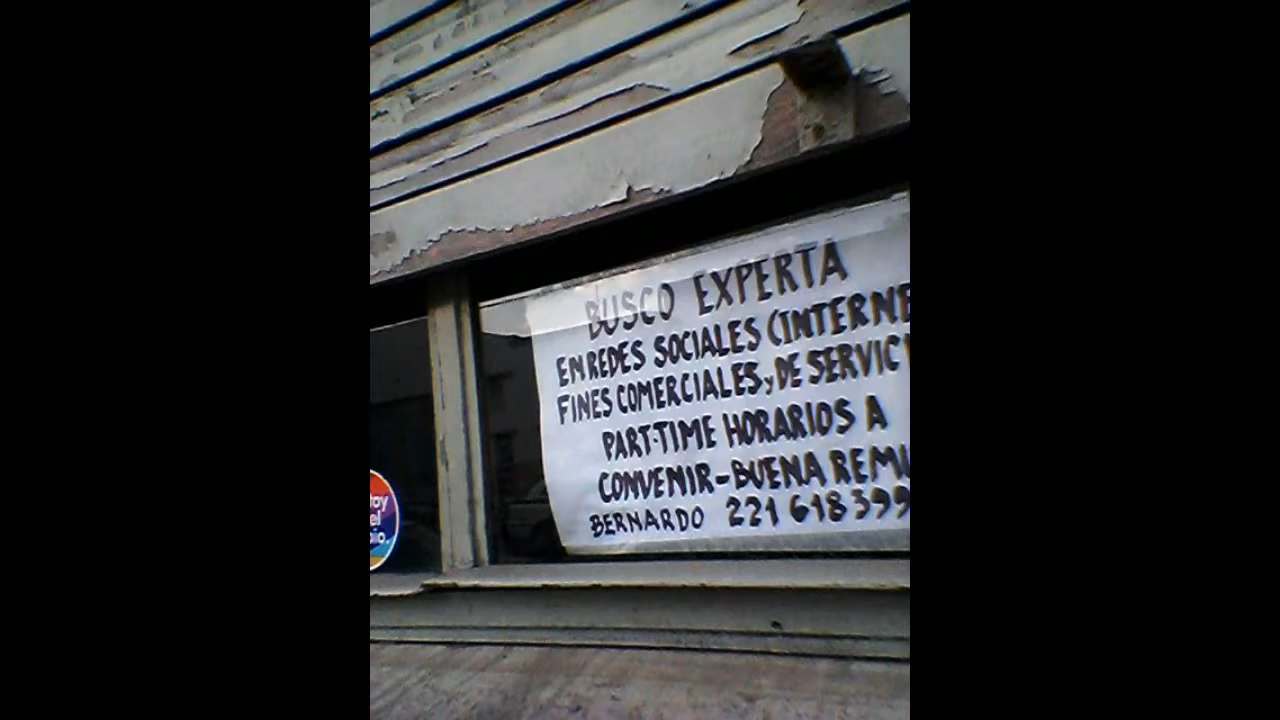 BUSCO EXPERTA
EN REDES SOCIALES (INTERNE
FINES COMERCIALES y DE SERVICI
PART-TIME HORARIOS A
CONVENIR-BUENA REMU
BERNARDO 221 618 399